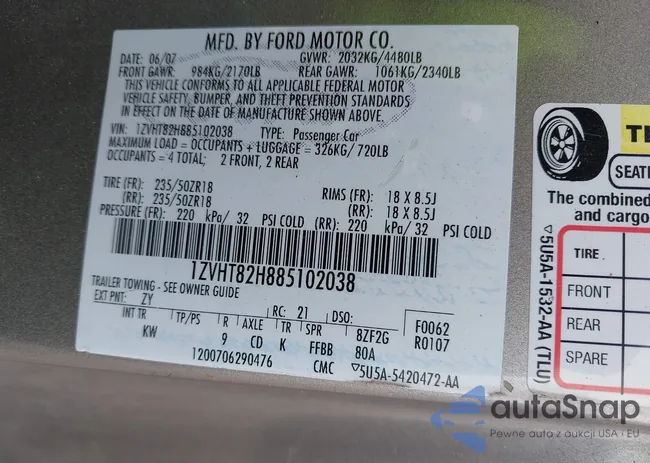 MFD. BY FORD MOTOR CO.
DATE: 06/07 GVWR: 2032KG/4480LB
FRONT GAWR: 984KG/2170LB REAR GAWR: 1061KG/2340LB
THIS VEHICLE CONFORMS TO ALL APPLICABLE FEDERAL MOTOR
VEHICLE SAFETY, BUMPER, AND THEFT PREVENTION STANDARDS
IN EFFECT ON THE DATE OF MANUFACTURE SHOWN ABOVE.
VIN: 1ZVHT82H885102038 TYPE: Passenger Car
MAXIMUM LOAD = OCCUPANTS + LUGGAGE = 326KG/ 720LB
OCCUPANTS = 4 TOTAL; 2 FRONT, 2 REAR
TIRE (FR): 235/50ZR18 RIMS (FR): 18 X 8.5J
(RR): 235/50ZR18 (RR): 18 X 8.5J
PRESSURE (FR): 220 kPa/ 32 PSI COLD (RR): 220 kPa/ 32 PSI COLD
1ZVHT82H885102038
TRAILER TOWING - SEE OWNER GUIDE
EXT PNT: ZY RC: 21 DSO: F0062
INT TR TP/PS R AXLE TR SPR 8ZF2G R0107
KW 9 CD K FFBB 80A
1200706290476 CMC ▽5U5A-5420472-AA
TI
SEATI
The combined
and cargo
TIRE
FRONT
REAR
SPARE
▽5U5A-1532-AA (TLU)
autaSnap
Pewne auta z aukcji USA i EU